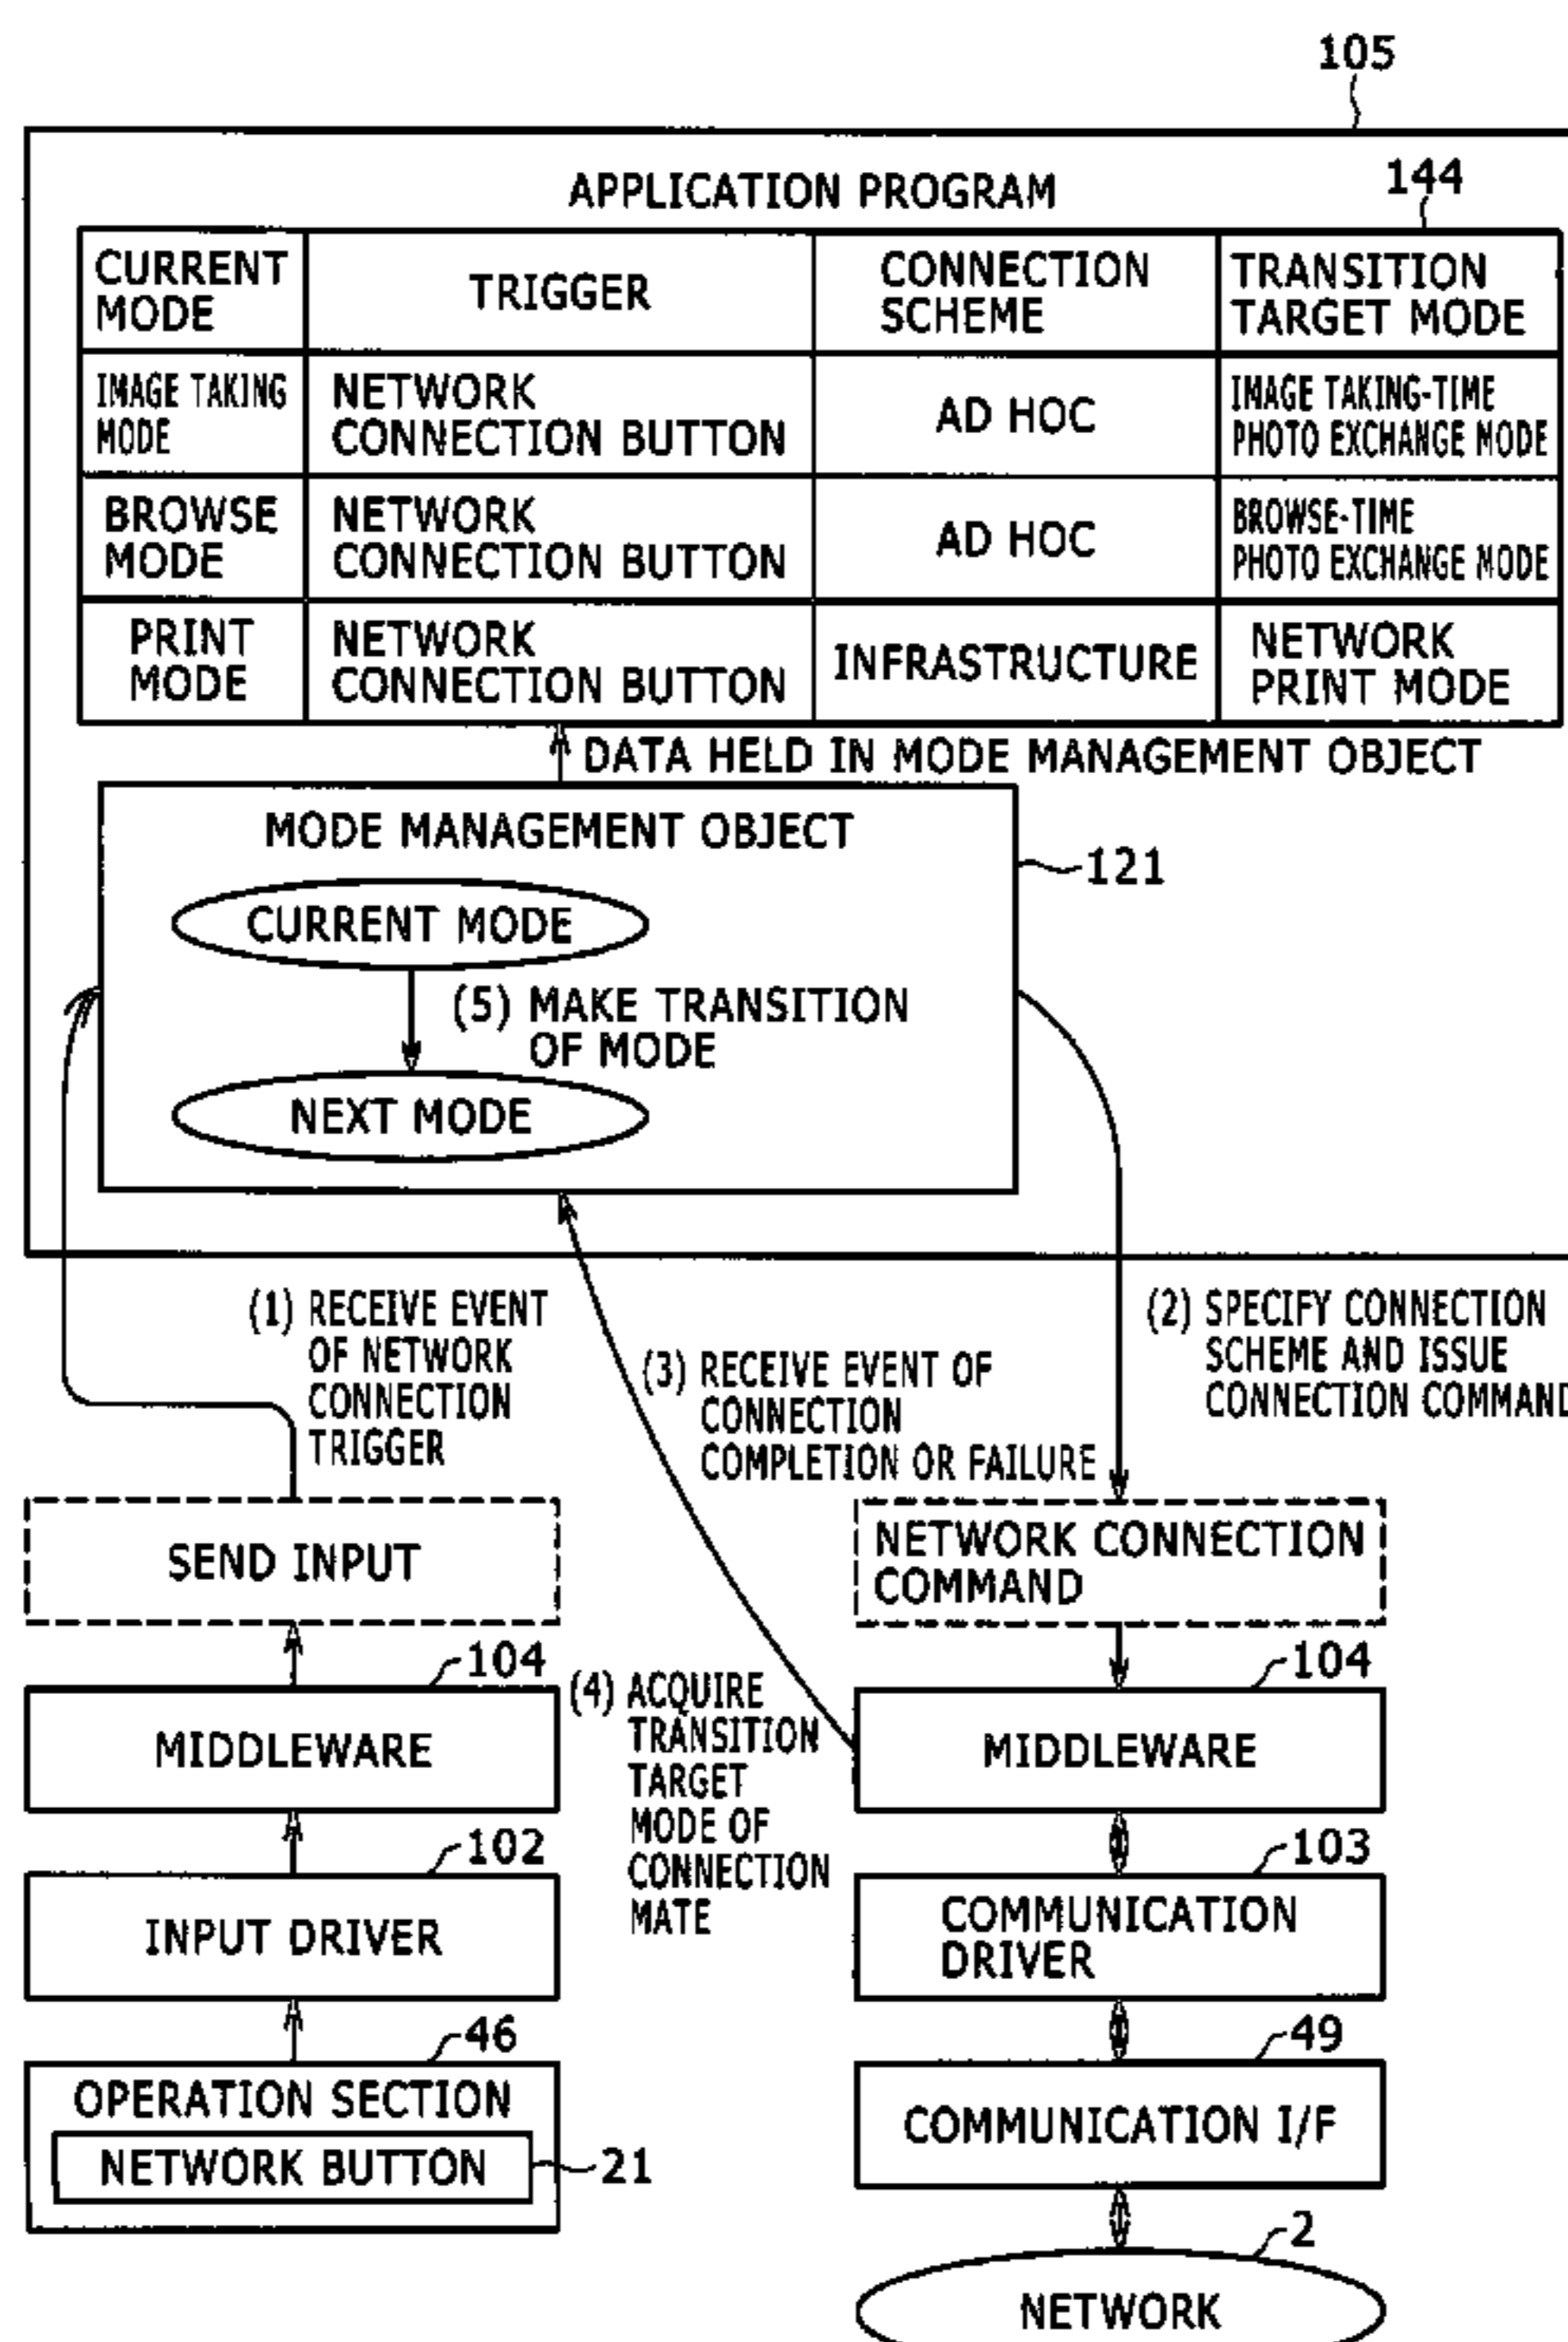 105
APPLICATION PROGRAM
144
CURRENT
MODE
TRIGGER
CONNECTION
SCHEME
TRANSITION
TARGET MODE
IMAGE TAKING
MODE
NETWORK
CONNECTION BUTTON
AD HOC
IMAGE TAKING-TIME
PHOTO EXCHANGE MODE
BROWSE
MODE
NETWORK
CONNECTION BUTTON
AD HOC
BROWSE-TIME
PHOTO EXCHANGE MODE
PRINT
MODE
NETWORK
CONNECTION BUTTON
INFRASTRUCTURE
NETWORK
PRINT MODE
DATA HELD IN MODE MANAGEMENT OBJECT
MODE MANAGEMENT OBJECT
121
CURRENT MODE
(5) MAKE TRANSITION
OF MODE
NEXT MODE
(1) RECEIVE EVENT
OF NETWORK
CONNECTION
TRIGGER
(3) RECEIVE EVENT OF
CONNECTION
COMPLETION OR FAILURE
(2) SPECIFY CONNECTION
SCHEME AND ISSUE
CONNECTION COMMAND
SEND INPUT
NETWORK CONNECTION
COMMAND
104
MIDDLEWARE
(4) ACQUIRE
TRANSITION
TARGET
MODE OF
CONNECTION
MATE
104
MIDDLEWARE
102
INPUT DRIVER
103
COMMUNICATION
DRIVER
46
OPERATION SECTION
NETWORK BUTTON
21
49
COMMUNICATION I/F
2
NETWORK